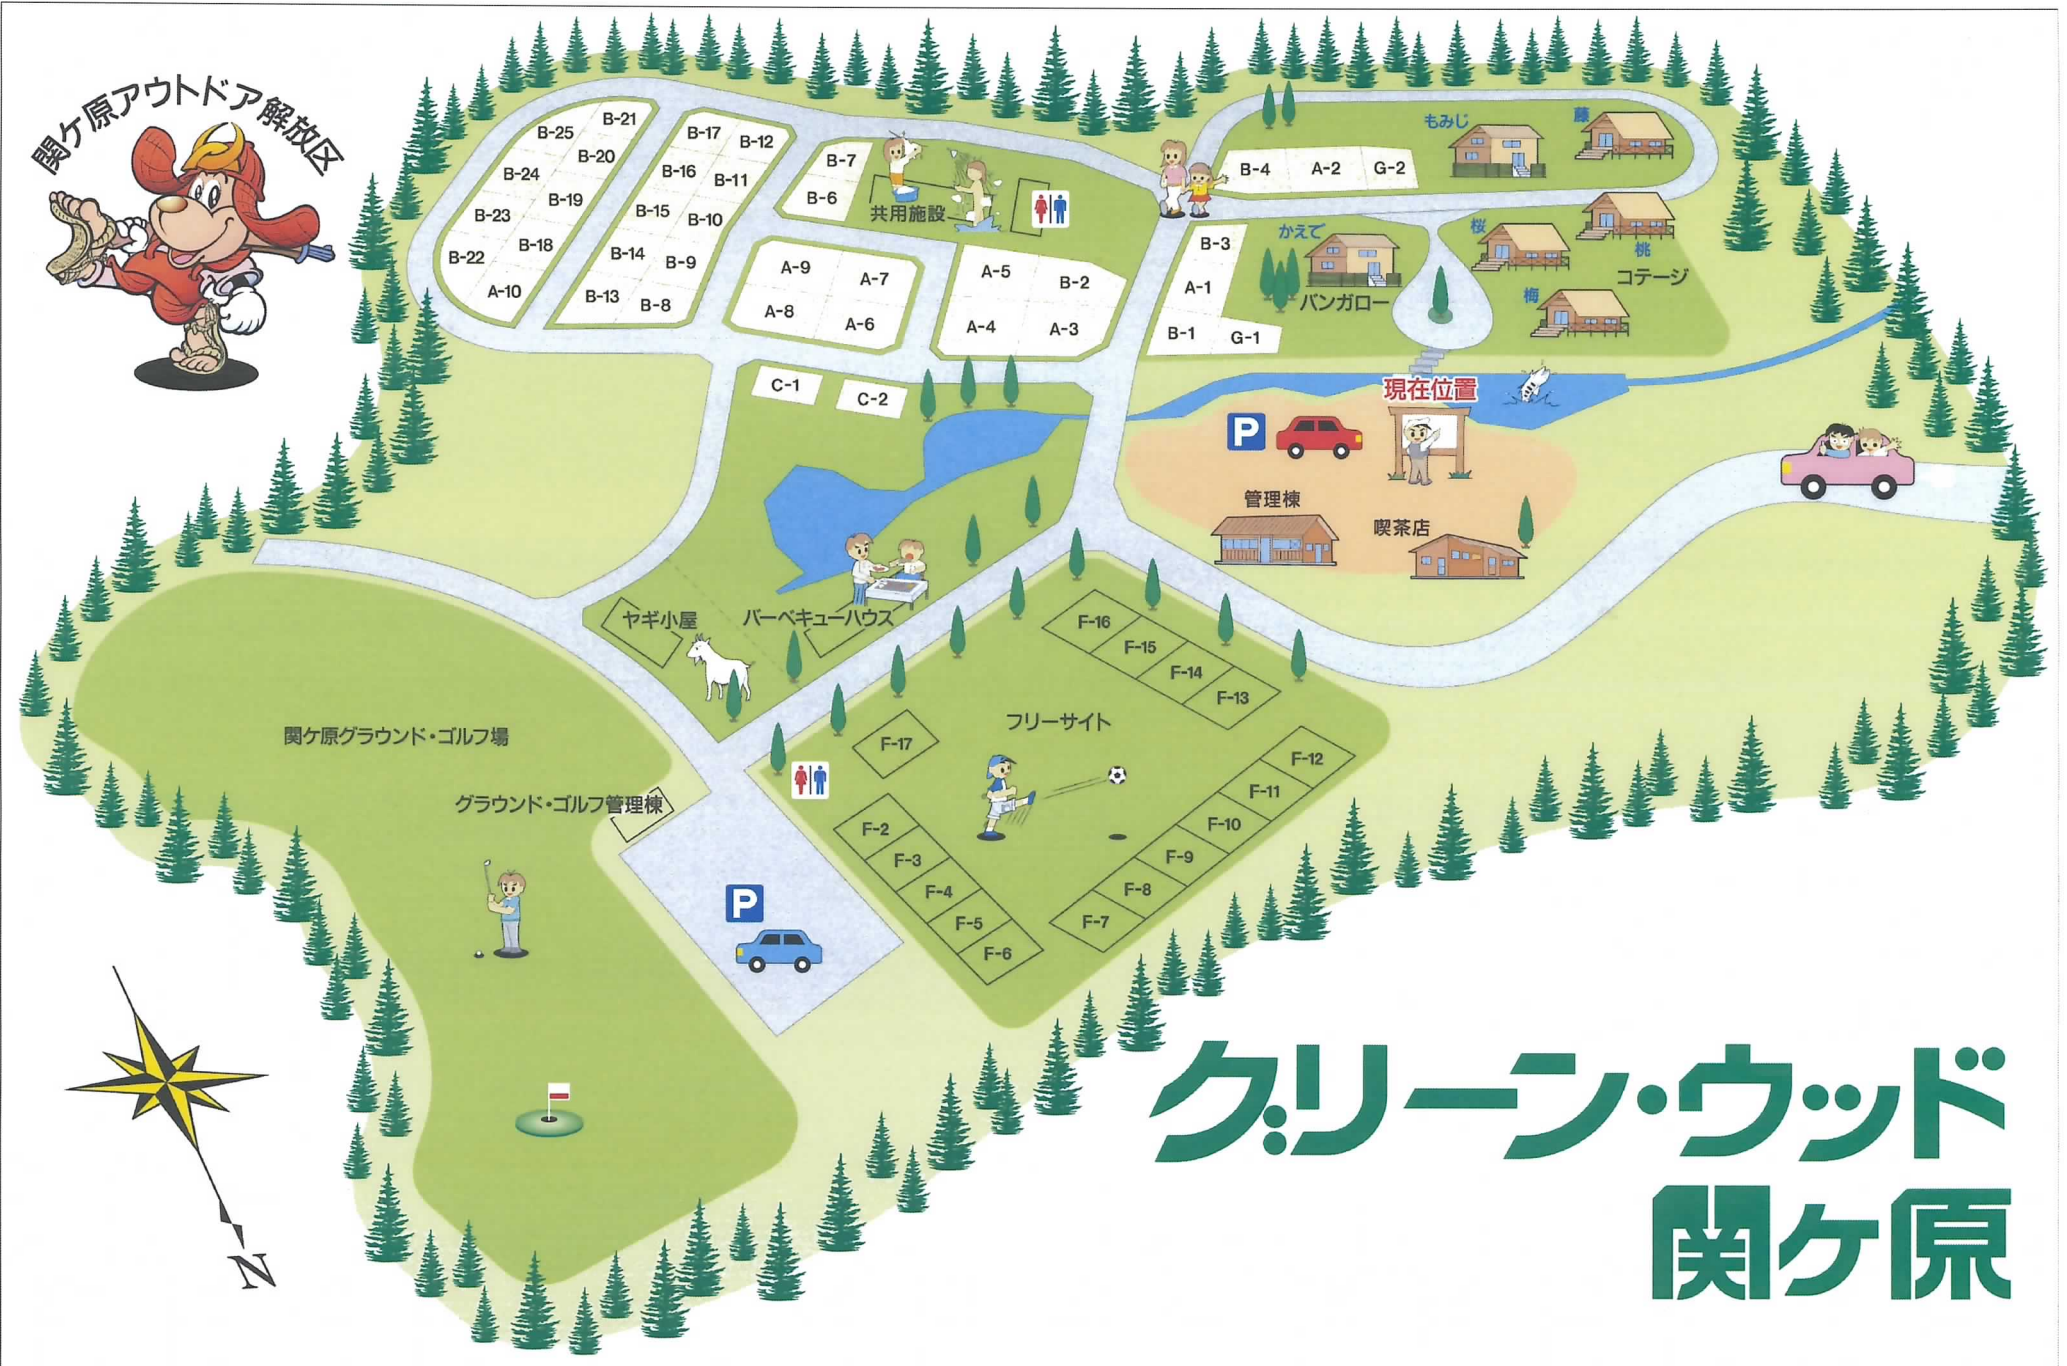 関ケ原アウトドア解放区
B-25
B-21
B-24
B-20
B-23
B-19
B-22
B-18
A-10
B-17
B-12
B-16
B-11
B-15
B-10
B-14
B-9
B-13
B-8
B-7
B-6
共用施設
A-9
A-7
A-8
A-6
A-5
B-2
A-4
A-3
B-4
A-2
G-2
もみじ
藤
B-3
A-1
B-1
G-1
かえで
バンガロー
桜
桃
コテージ
梅
C-1
C-2
現在位置
P
管理棟
喫茶店
ヤギ小屋
バーベキューハウス
関ケ原グラウンド・ゴルフ場
グラウンド・ゴルフ管理棟
P
フリーサイト
F-16
F-15
F-14
F-13
F-17
F-12
F-11
F-10
F-9
F-8
F-7
F-2
F-3
F-4
F-5
F-6
N
グリーン・ウッド
関ケ原